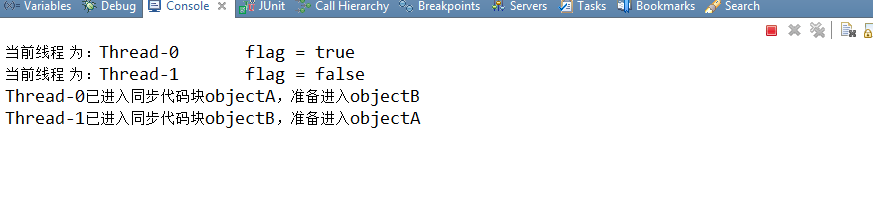 Variables Debug Console JUnit Call Hierarchy Breakpoints Servers Tasks Bookmarks Search
当前线程 为：Thread-0 flag = true
当前线程 为：Thread-1 flag = false
Thread-0已进入同步代码块objectA，准备进入objectB
Thread-1已进入同步代码块objectB，准备进入objectA